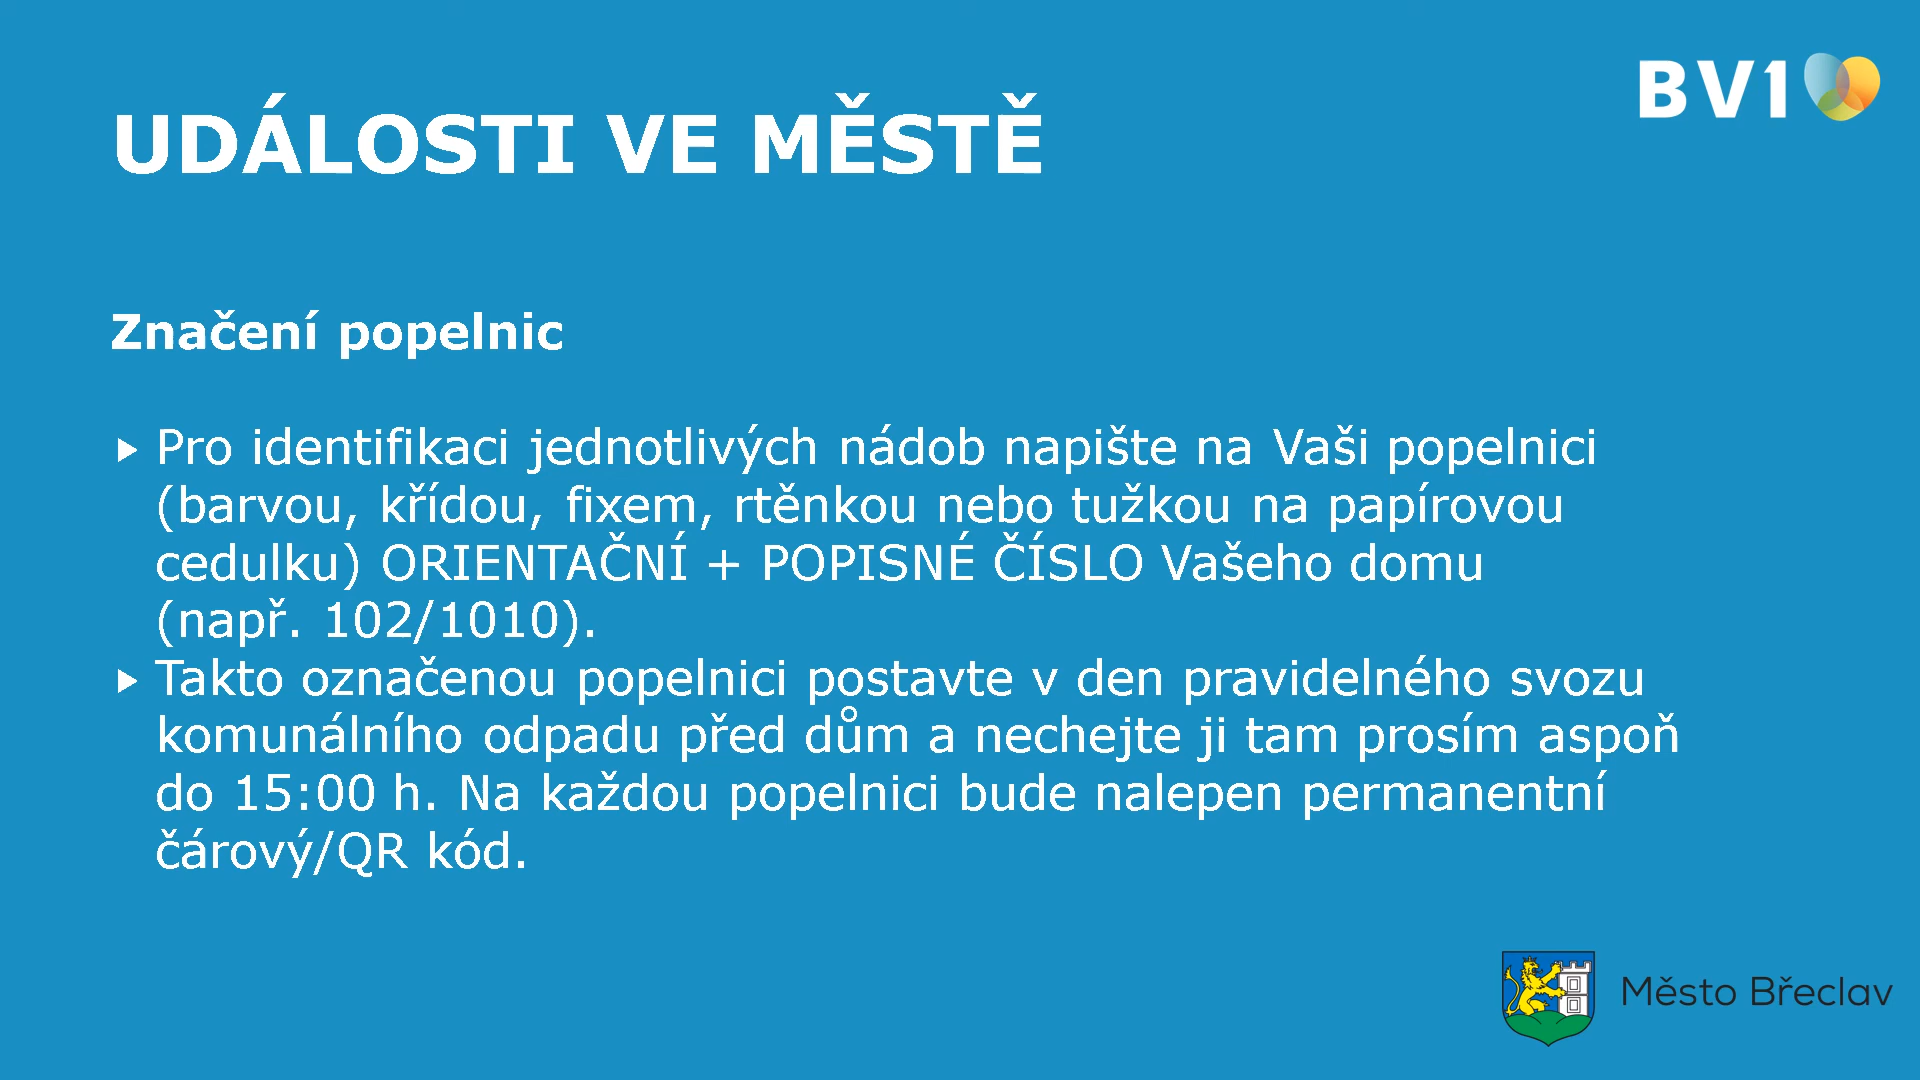 BV1
UDÁLOSTI VE MĚSTĚ
Značení popelnic
Pro identifikaci jednotlivých nádob napište na Vaši popelnici
(barvou, křídou, fixem, rtěnkou nebo tužkou na papírovou
cedulku) ORIENTAČNÍ + POPISNÉ ČÍSLO Vašeho domu
(např. 102/1010).
Takto označenou popelnici postavte v den pravidelného svozu
komunálního odpadu před dům a nechejte ji tam prosím aspoň
do 15:00 h. Na každou popelnici bude nalepen permanentní
čárový/QR kód.
Město Břeclav